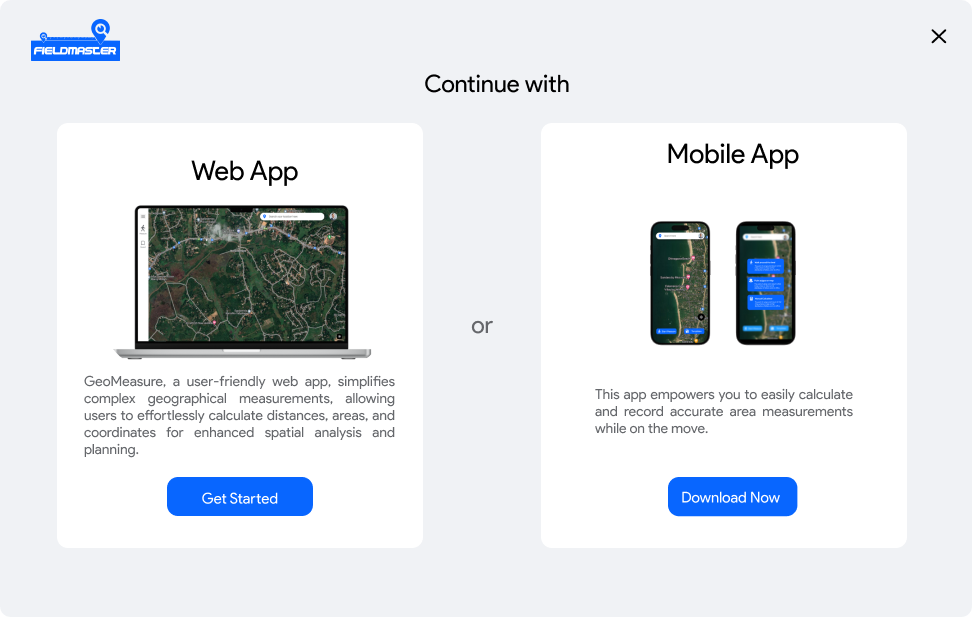 FIELDMASTER
Continue with
Web App
GeoMeasure, a user-friendly web app, simplifies
complex geographical measurements, allowing
users to effortlessly calculate distances, areas, and
coordinates for enhanced spatial analysis and
planning.
Get Started
or
Mobile App
This app empowers you to easily calculate
and record accurate area measurements
while on the move.
Download Now